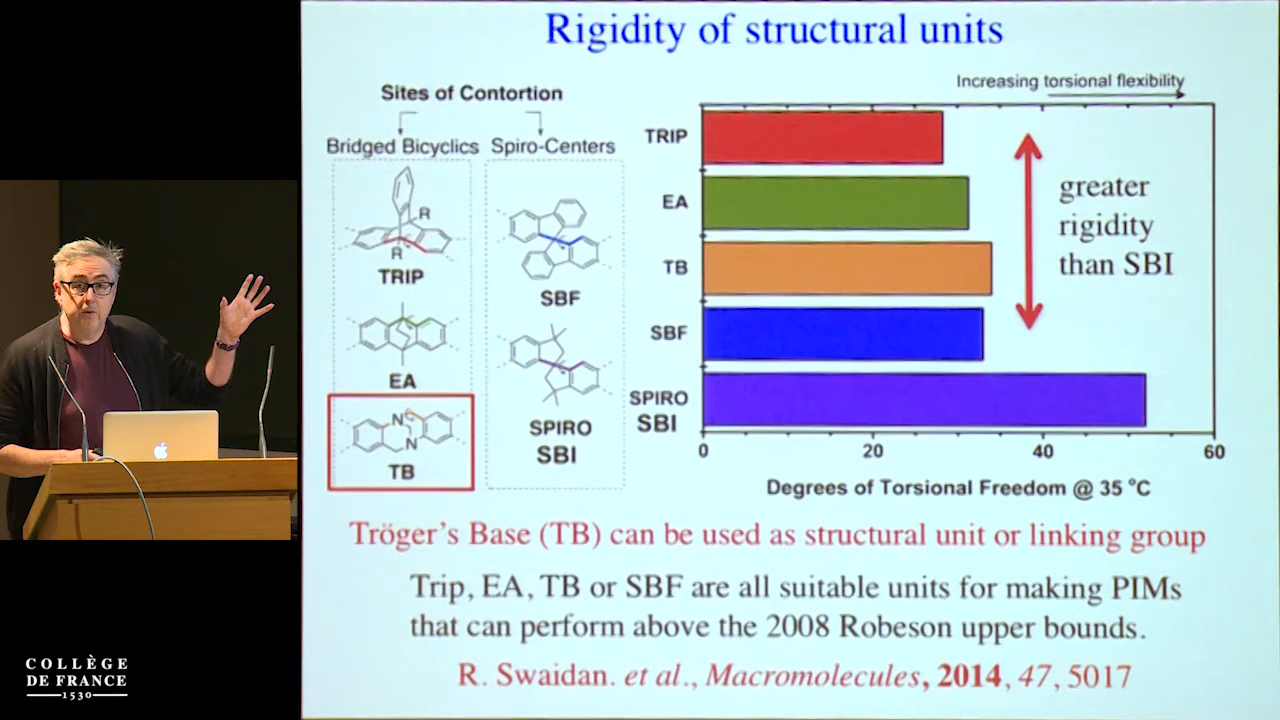 Rigidity of structural units
Sites of Contortion
Bridged Bicyclics
Spiro-Centers
R
R
TRIP
EA
N
N
TB
SBF
SPIRO
SBI
Increasing torsional flexibility
TRIP
EA
TB
SBF
SPIRO
SBI
greater
rigidity
than SBI
0
20
40
60
Degrees of Torsional Freedom @ 35 °C
Tröger's Base (TB) can be used as structural unit or linking group
Trip, EA, TB or SBF are all suitable units for making PIMs
that can perform above the 2008 Robeson upper bounds.
R. Swaidan. et al., Macromolecules, 2014, 47, 5017
COLLÈGE
DE FRANCE
1530